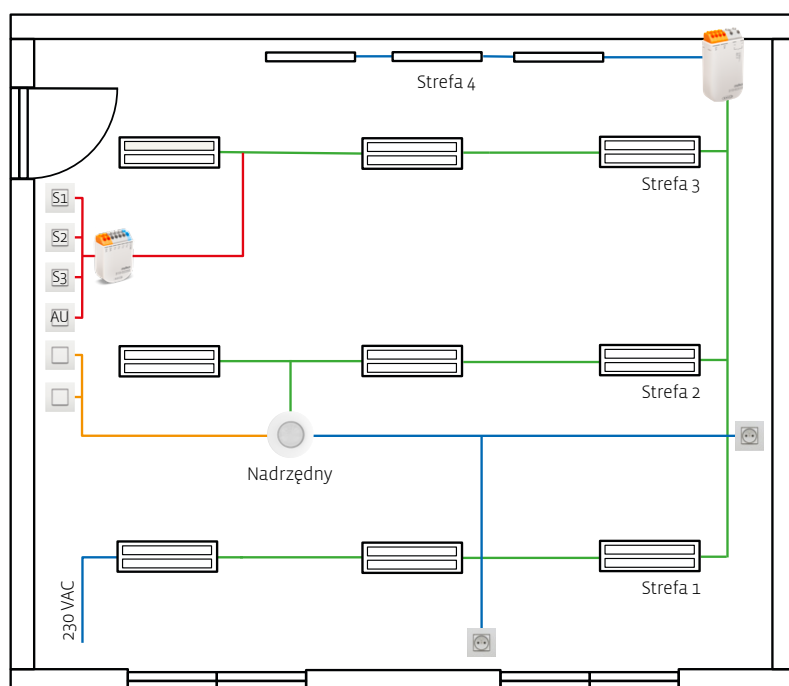 Strefa 4
Strefa 3
S1
S2
S3
AU
Strefa 2
Nadrzędny
230 VAC
Strefa 1